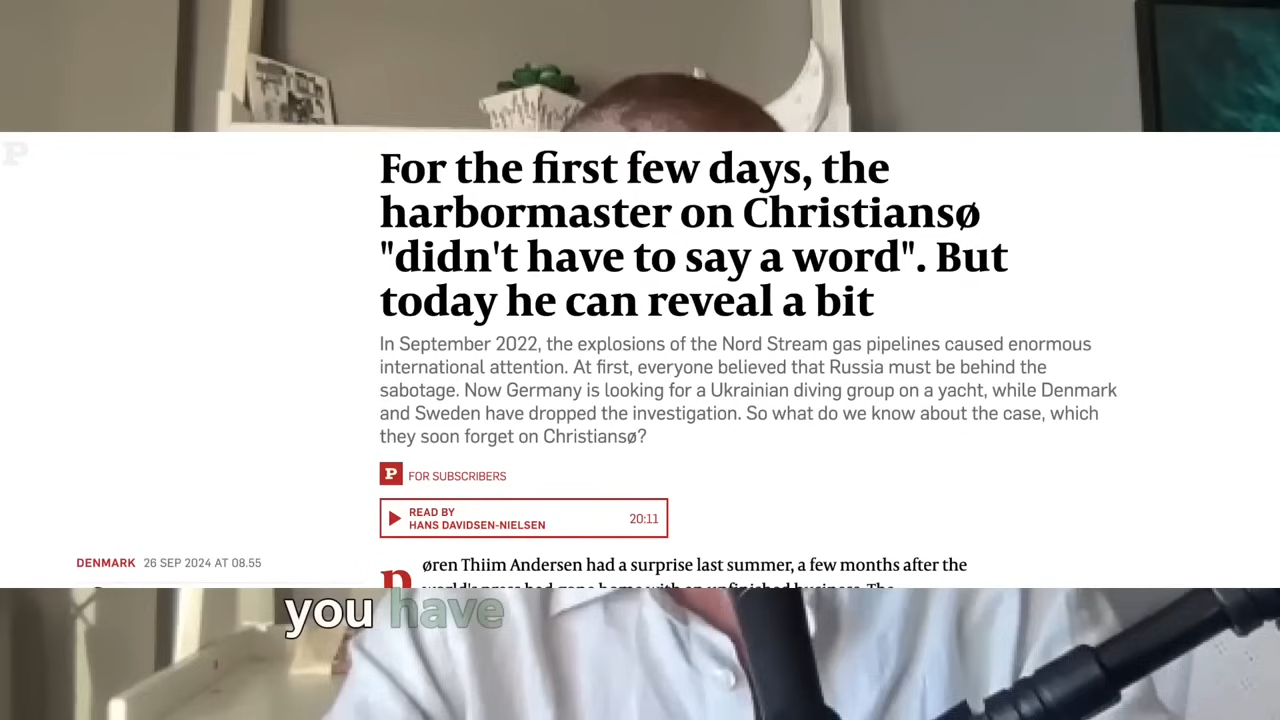 P
For the first few days, the
harbormaster on Christiansø
"didn't have to say a word". But
today he can reveal a bit
In September 2022, the explosions of the Nord Stream gas pipelines caused enormous
international attention. At first, everyone believed that Russia must be behind the
sabotage. Now Germany is looking for a Ukrainian diving group on a yacht, while Denmark
and Sweden have dropped the investigation. So what do we know about the case, which
they soon forget on Christiansø?
P FOR SUBSCRIBERS
READ BY
HANS DAVIDSEN-NIELSEN
20:11
DENMARK 26 SEP 2024 AT 08.55
øren Thiim Andersen had a surprise last summer, a few months after the
you have